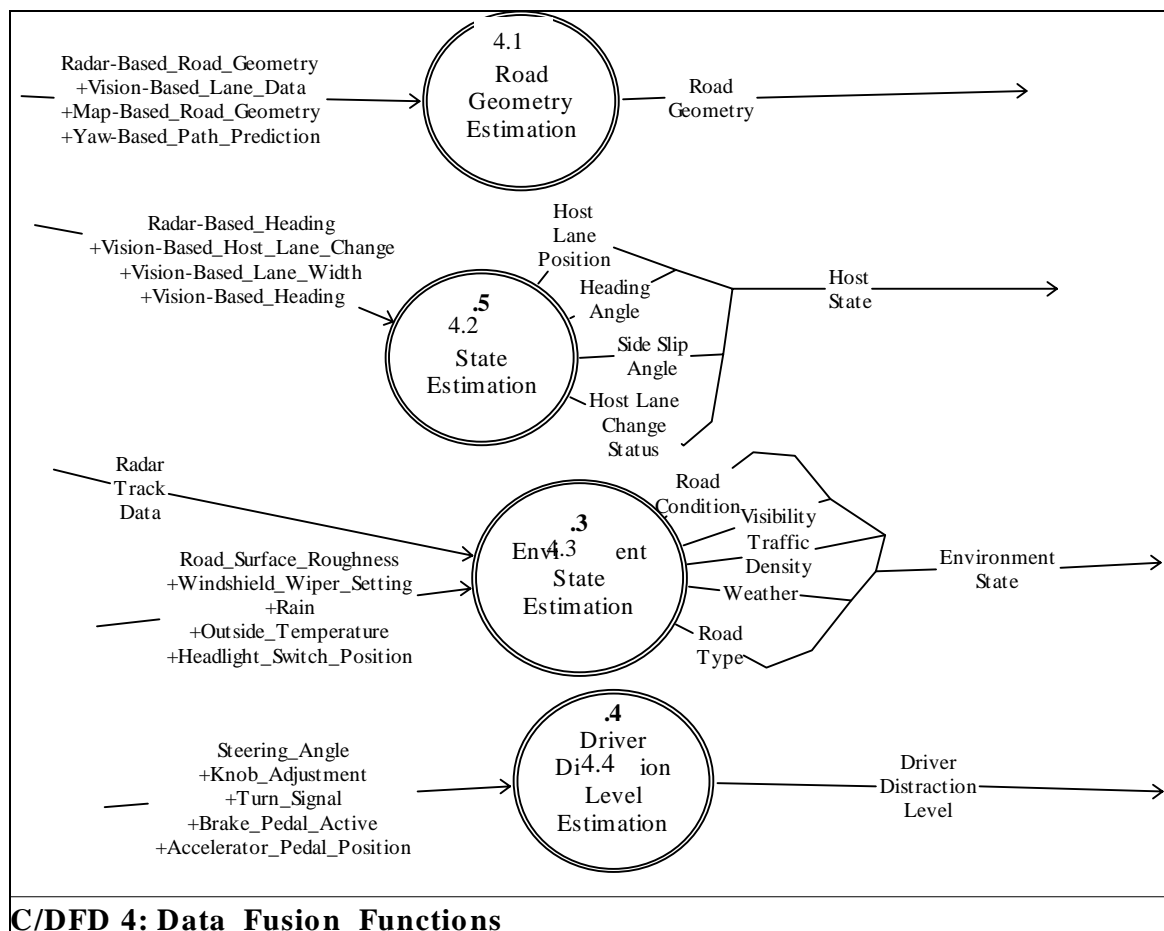 4.1
Radar-Based_Road_Geometry
+Vision-Based_Lane_Data
+Map-Based_Road_Geometry
+Yaw-Based_Path_Prediction
Road
Geometry
Estimation
Road
Geometry
Radar-Based_Heading
+Vision-Based_Host_Lane_Change
+Vision-Based_Lane_Width
+Vision-Based_Heading
.5
4.2
State
Estimation
Host
Lane
Position
Heading
Angle
Side Slip
Angle
Host Lane
Change
Status
Host
State
Radar
Track
Data
Road_Surface_Roughness
+Windshield_Wiper_Setting
+Rain
+Outside_Temperature
+Headlight_Switch_Position
.3
4.3
Envi ent
State
Estimation
Road
Condition
Visibility
Traffic
Density
Weather
Road
Type
Environment
State
Steering_Angle
+Knob_Adjustment
+Turn_Signal
+Brake_Pedal_Active
+Accelerator_Pedal_Position
.4
Driver
Di4.4 ion
Level
Estimation
Driver
Distraction
Level
C/DFD 4: Data Fusion Functions